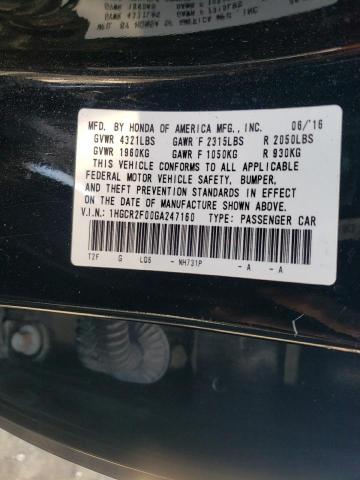 MFD. BY HONDA OF AMERICA MFG., INC. 06/'16
GVWR 4321LBS GAWR F 2315LBS R 2050LBS
GVWR 1960KG GAWR F 1050KG R 930KG
THIS VEHICLE CONFORMS TO ALL APPLICABLE
FEDERAL MOTOR VEHICLE SAFETY, BUMPER,
AND THEFT PREVENTION STANDARDS IN EFFECT
ON THE DATE OF MANUFACTURE SHOWN ABOVE.
V.I.N: 1HGCR2F00GA247160 TYPE: PASSENGER CAR
T2F G LQ6 - NH731P -A -A